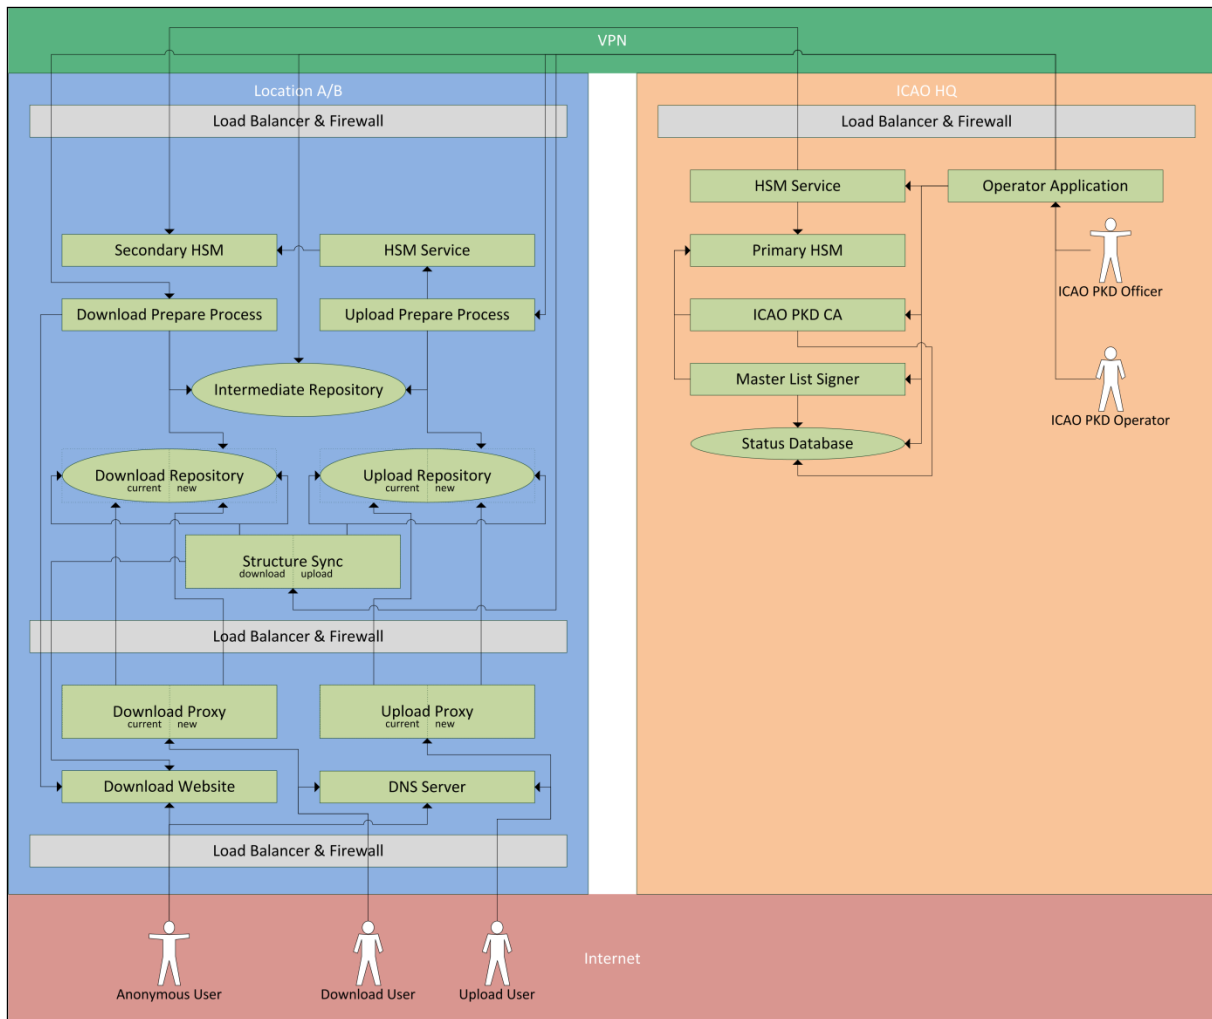 VPN
Location A/B
Load Balancer & Firewall
Secondary HSM
HSM Service
Download Prepare Process
Upload Prepare Process
Intermediate Repository
Download Repository
current new
Upload Repository
current new
Structure Sync
download upload
Load Balancer & Firewall
Download Proxy
current new
Upload Proxy
current new
Download Website
DNS Server
Load Balancer & Firewall
ICAO HQ
Load Balancer & Firewall
HSM Service
Operator Application
Primary HSM
ICAO PKD Officer
ICAO PKD CA
Master List Signer
ICAO PKD Operator
Status Database
Internet
Anonymous User
Download User
Upload User